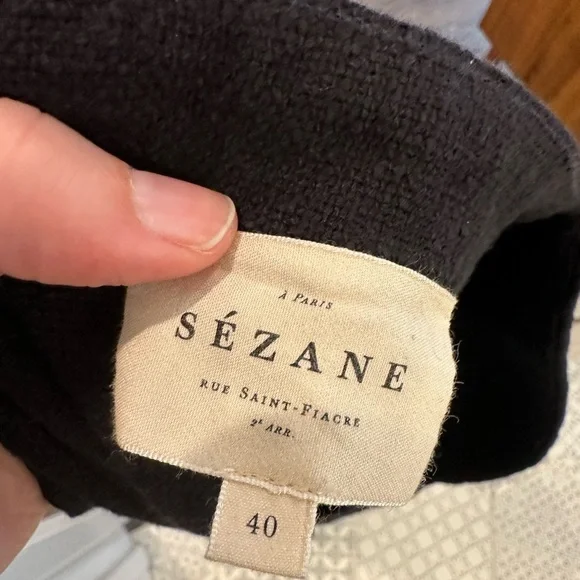 À PARIS
SÉZANE
RUE SAINT-FIACRE
2E ARR.
40